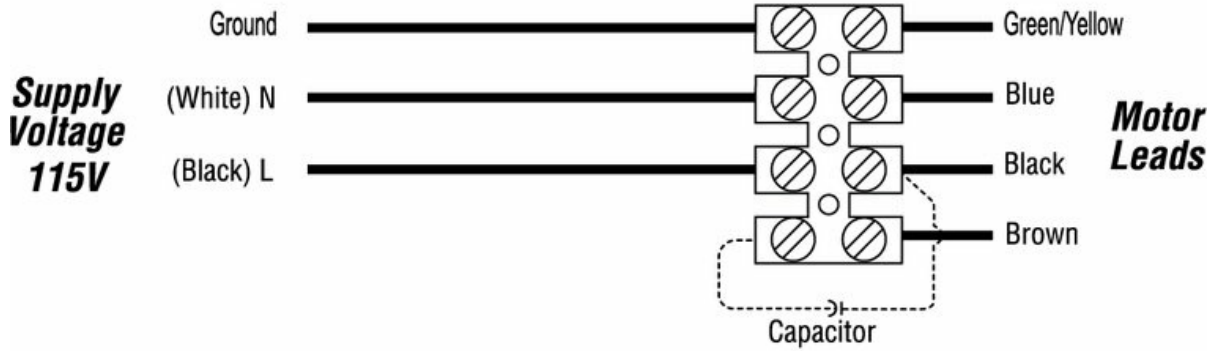 Ground
Green/Yellow
Supply
Voltage
115V
(White) N
Blue
(Black) L
Black
Motor
Leads
Brown
Capacitor